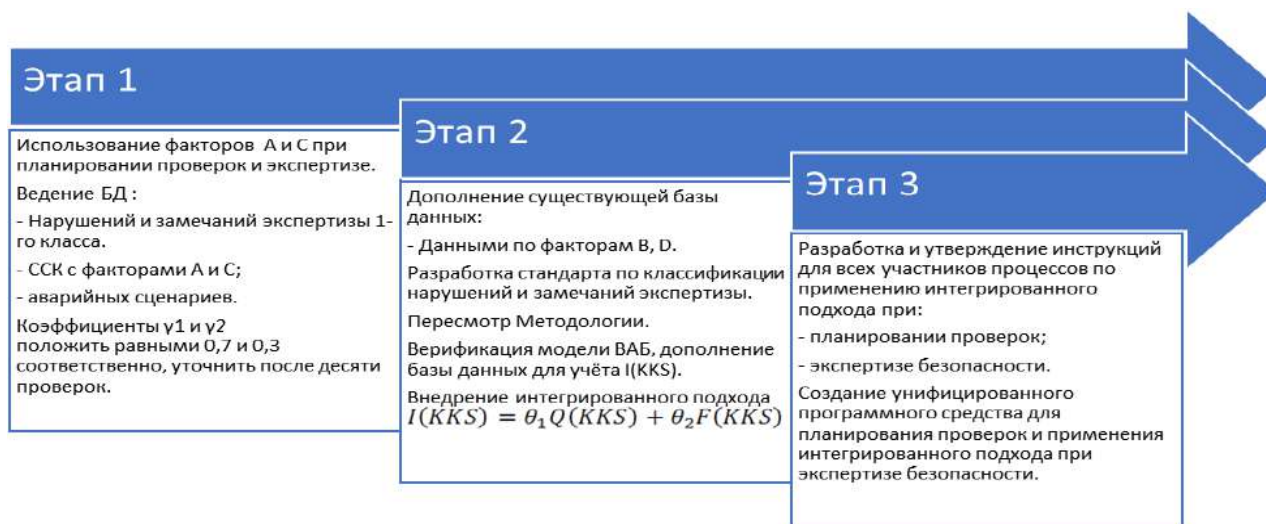 Этап 1
Использование факторов А и С при
планировании проверок и экспертизе.
Ведение БД :
- Нарушений и замечаний экспертизы 1-
го класса.
- ССК с факторами А и С;
- аварийных сценариев.
Коэффициенты γ1 и γ2
положить равными 0,7 и 0,3
соответственно, уточнить после десяти
проверок.
Этап 2
Дополнение существующей базы
данных:
- Данными по факторам B, D.
Разработка стандарта по классификации
нарушений и замечаний экспертизы.
Пересмотр Методологии.
Верификация модели ВАБ, дополнение
базы данных для учёта I(KKS).
Внедрение интегрированного подхода
I(KKS) = θ₁Q(KKS) + θ₂F(KKS)
Этап 3
Разработка и утверждение инструкций
для всех участников процессов по
применению интегрированного
подхода при:
- планировании проверок;
- экспертизе безопасности.
Создание унифицированного
программного средства для
планирования проверок и применения
интегрированного подхода при
экспертизе безопасности.